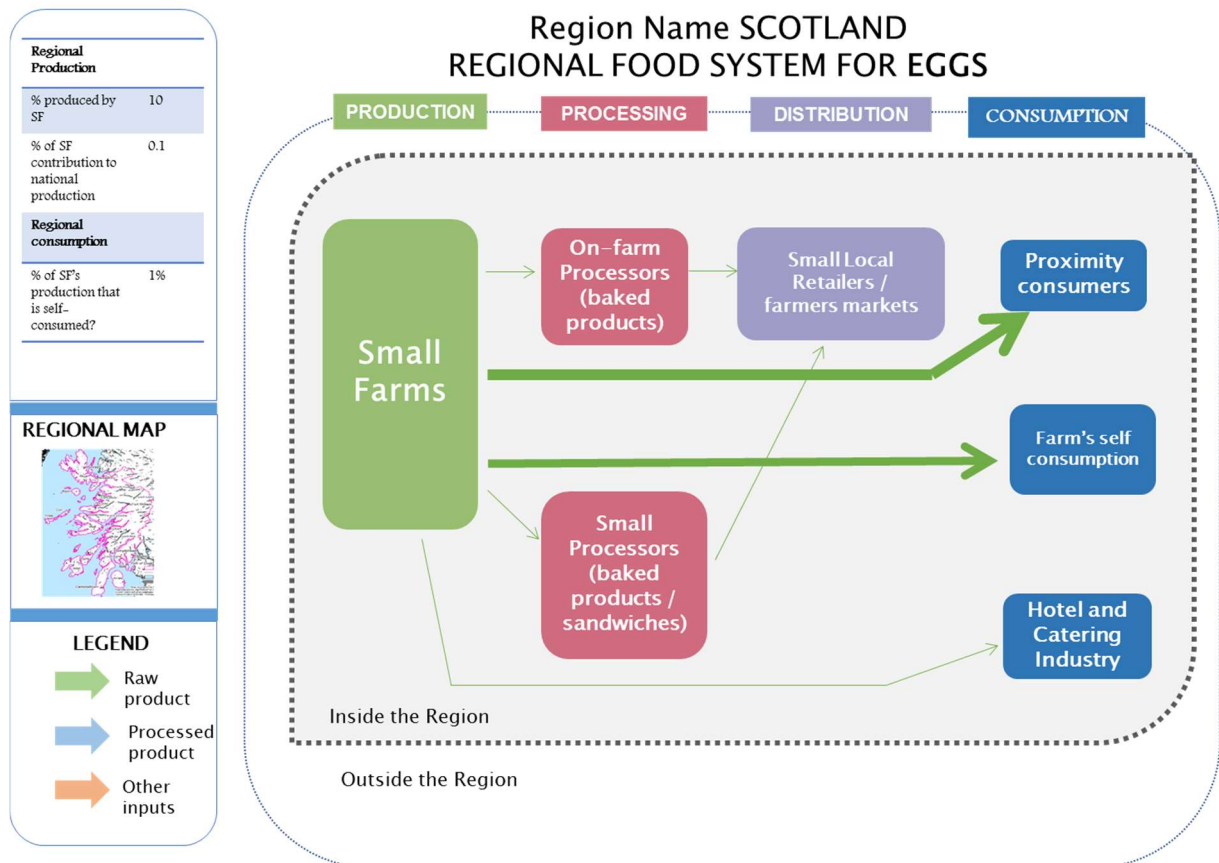 Region Name SCOTLAND
REGIONAL FOOD SYSTEM FOR EGGS
Regional
Production
% produced by
SF
10
% of SF
contribution to
national
production
0.1
Regional
consumption
% of SF's
production that
is self-
consumed?
1%
REGIONAL MAP
LEGEND
Raw
product
Processed
product
Other
inputs
PRODUCTION
PROCESSING
DISTRIBUTION
CONSUMPTION
Small
Farms
On-farm
Processors
(baked
products)
Small Local
Retailers /
farmers markets
Proximity
consumers
Farm's self
consumption
Small
Processors
(baked
products /
sandwiches)
Hotel and
Catering
Industry
Inside the Region
Outside the Region